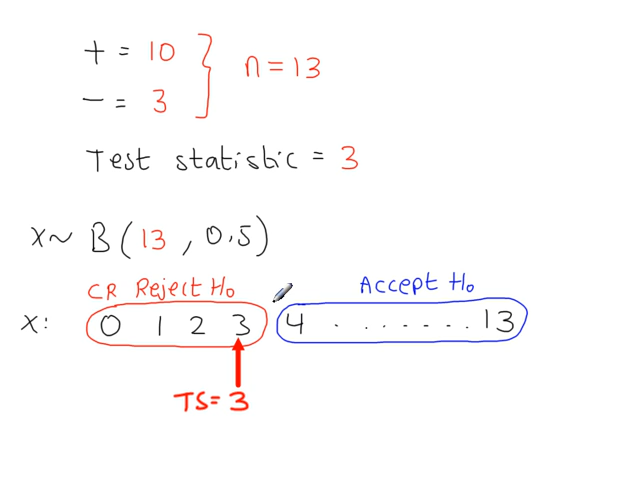 + = 10
n = 13
- = 3
Test statistic = 3
X ~ B(13, 0.5)
CR Reject H₀
Accept H₀
X: 0 1 2 3 4 . . . . . . . 13
TS = 3